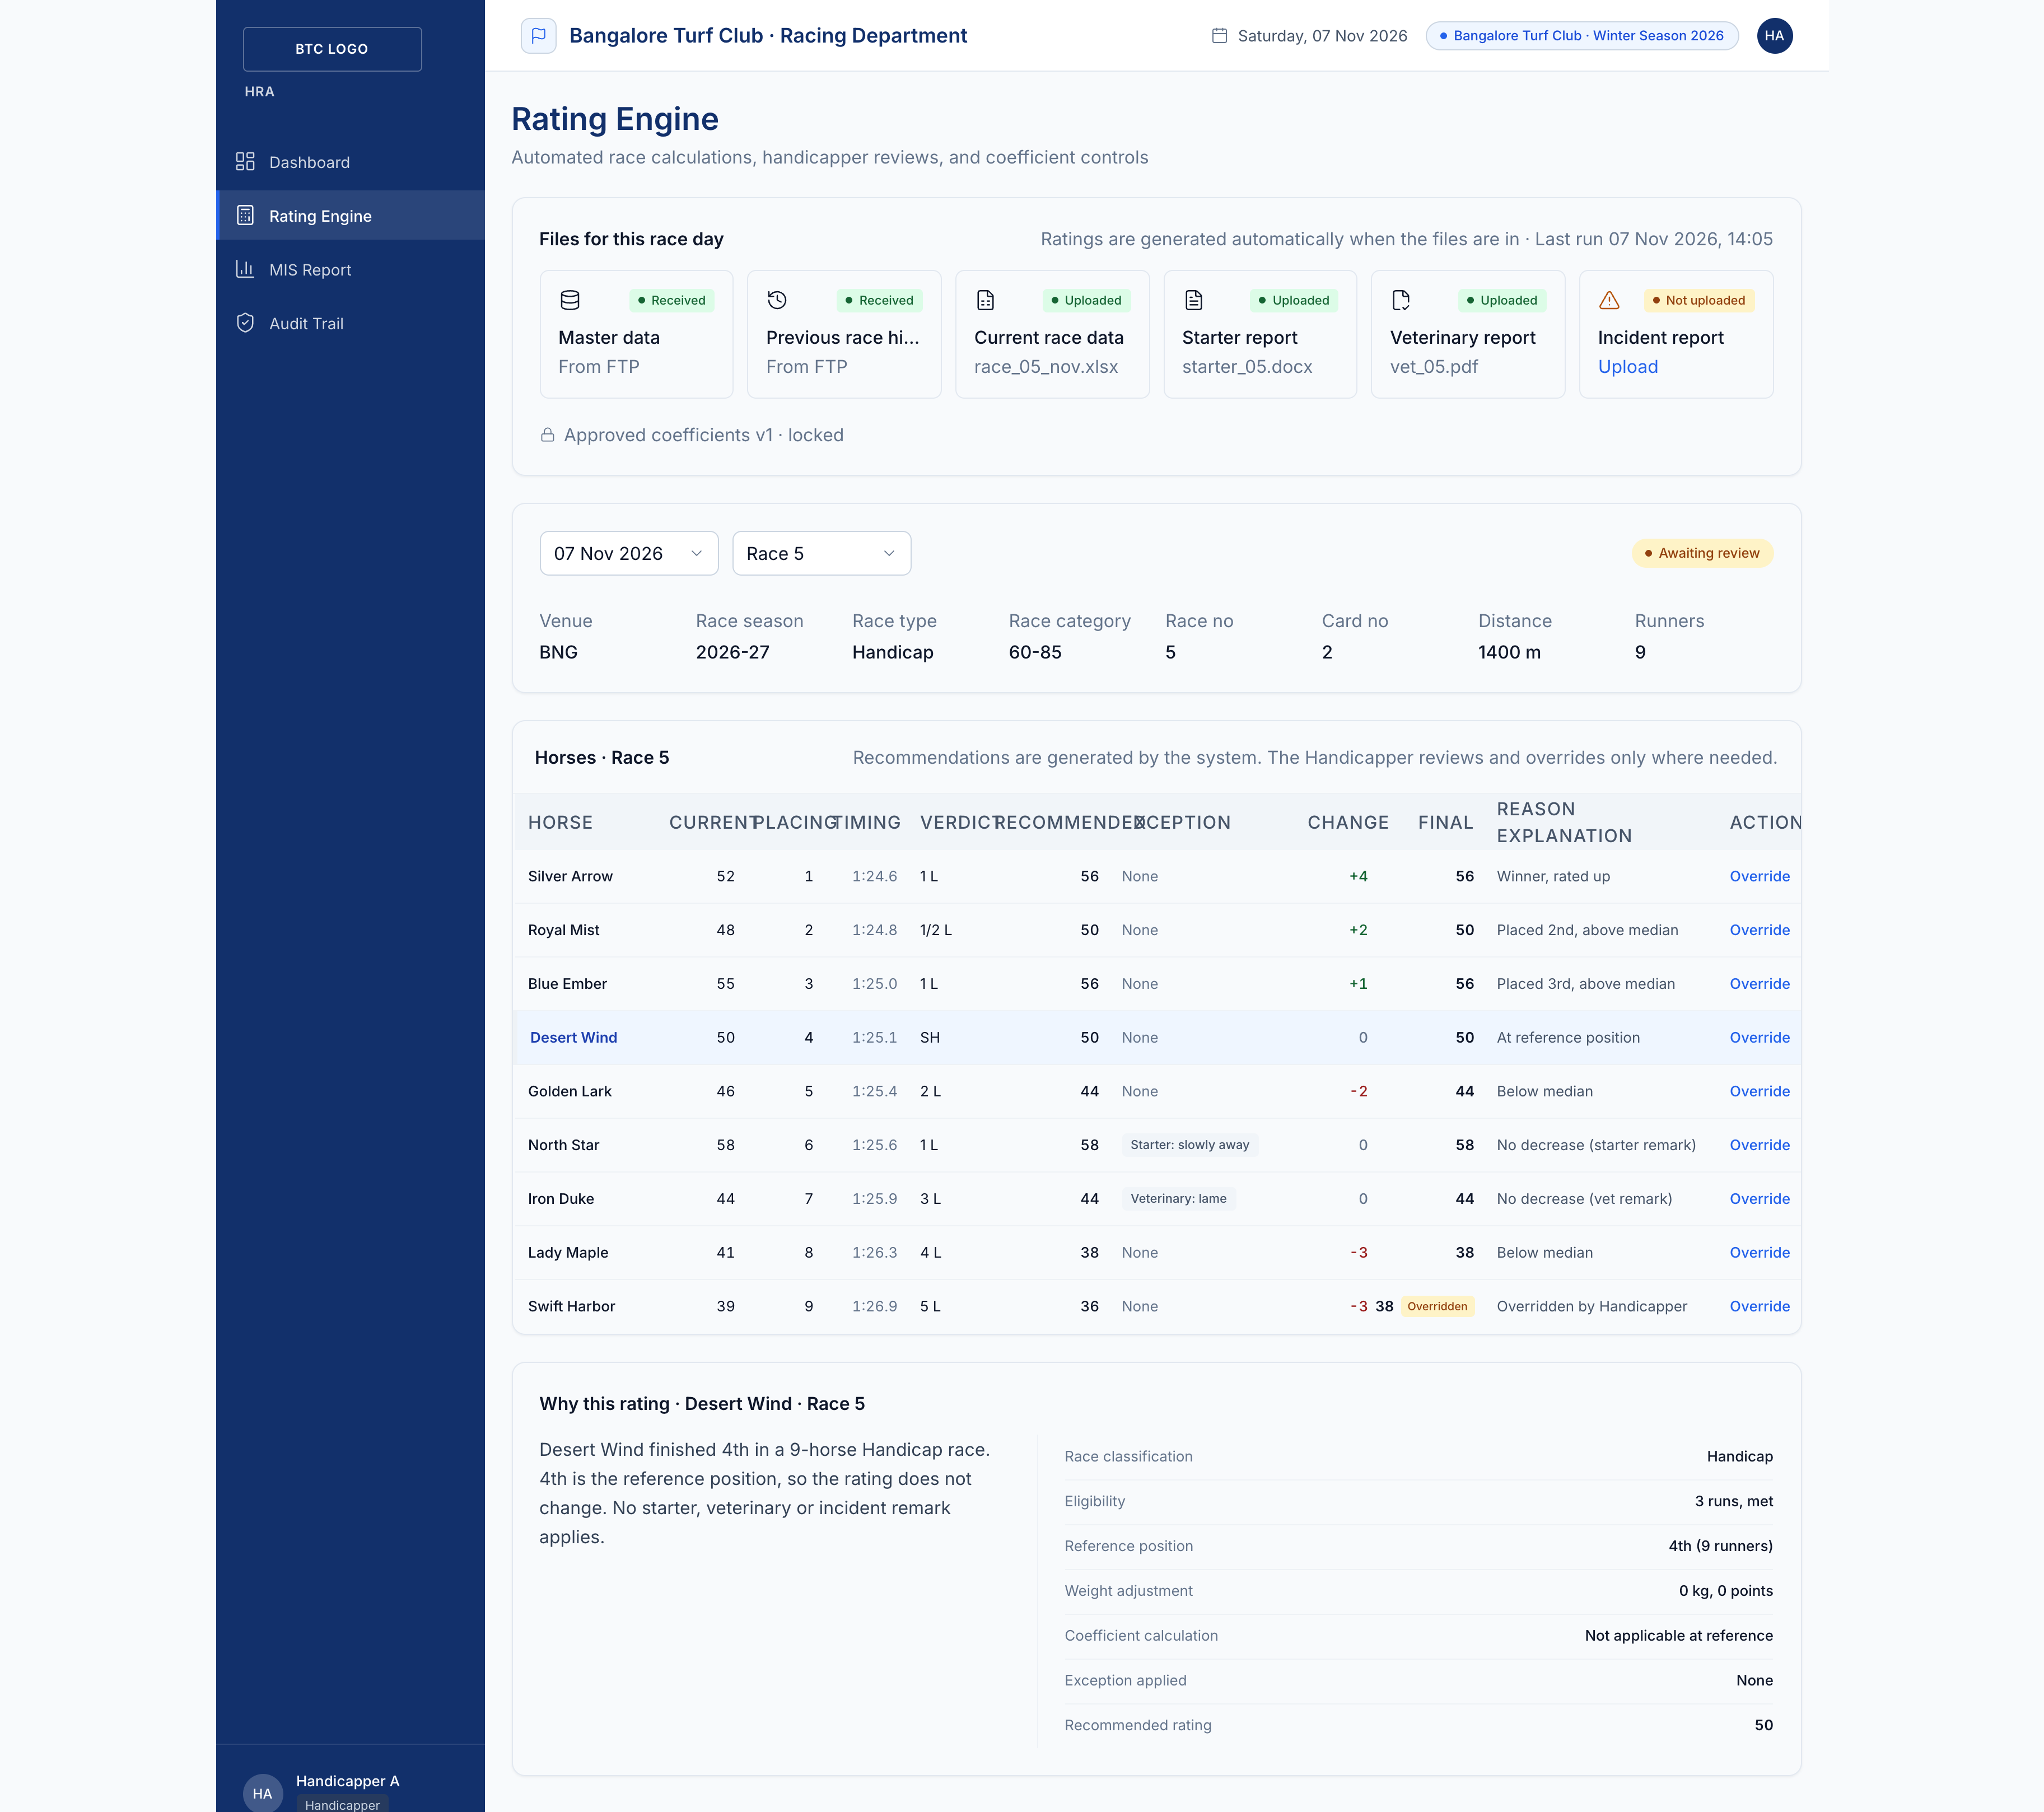 BTC LOGO
HRA
Dashboard
Rating Engine
MIS Report
Audit Trail
HA
Handicapper A
Handicapper
Bangalore Turf Club · Racing Department
Saturday, 07 Nov 2026
Bangalore Turf Club · Winter Season 2026
HA
Rating Engine
Automated race calculations, handicapper reviews, and coefficient controls
Files for this race day
Ratings are generated automatically when the files are in · Last run 07 Nov 2026, 14:05
Received
Master data
From FTP
Received
Previous race hi...
From FTP
Uploaded
Current race data
race_05_nov.xlsx
Uploaded
Starter report
starter_05.docx
Uploaded
Veterinary report
vet_05.pdf
Not uploaded
Incident report
Upload
Approved coefficients v1 · locked
07 Nov 2026
Race 5
Awaiting review
Venue Race season Race type Race category Race no Card no Distance Runners
BNG 2026-27 Handicap 60-85 5 2 1400 m 9
Horses · Race 5
Recommendations are generated by the system. The Handicapper reviews and overrides only where needed.
HORSE CURRENT PLACING TIMING VERDICT RECOMMENDED EXCEPTION CHANGE FINAL REASON EXPLANATION ACTION
Silver Arrow 52 1 1:24.6 1 L 56 None +4 56 Winner, rated up Override
Royal Mist 48 2 1:24.8 1/2 L 50 None +2 50 Placed 2nd, above median Override
Blue Ember 55 3 1:25.0 1 L 56 None +1 56 Placed 3rd, above median Override
Desert Wind 50 4 1:25.1 SH 50 None 0 50 At reference position Override
Golden Lark 46 5 1:25.4 2 L 44 None -2 44 Below median Override
North Star 58 6 1:25.6 1 L 58 Starter: slowly away 0 58 No decrease (starter remark) Override
Iron Duke 44 7 1:25.9 3 L 44 Veterinary: lame 0 44 No decrease (vet remark) Override
Lady Maple 41 8 1:26.3 4 L 38 None -3 38 Below median Override
Swift Harbor 39 9 1:26.9 5 L 36 None -3 38 Overridden Overridden by Handicapper Override
Why this rating · Desert Wind · Race 5
Desert Wind finished 4th in a 9-horse Handicap race.
4th is the reference position, so the rating does not
change. No starter, veterinary or incident remark
applies.
Race classification Handicap
Eligibility 3 runs, met
Reference position 4th (9 runners)
Weight adjustment 0 kg, 0 points
Coefficient calculation Not applicable at reference
Exception applied None
Recommended rating 50